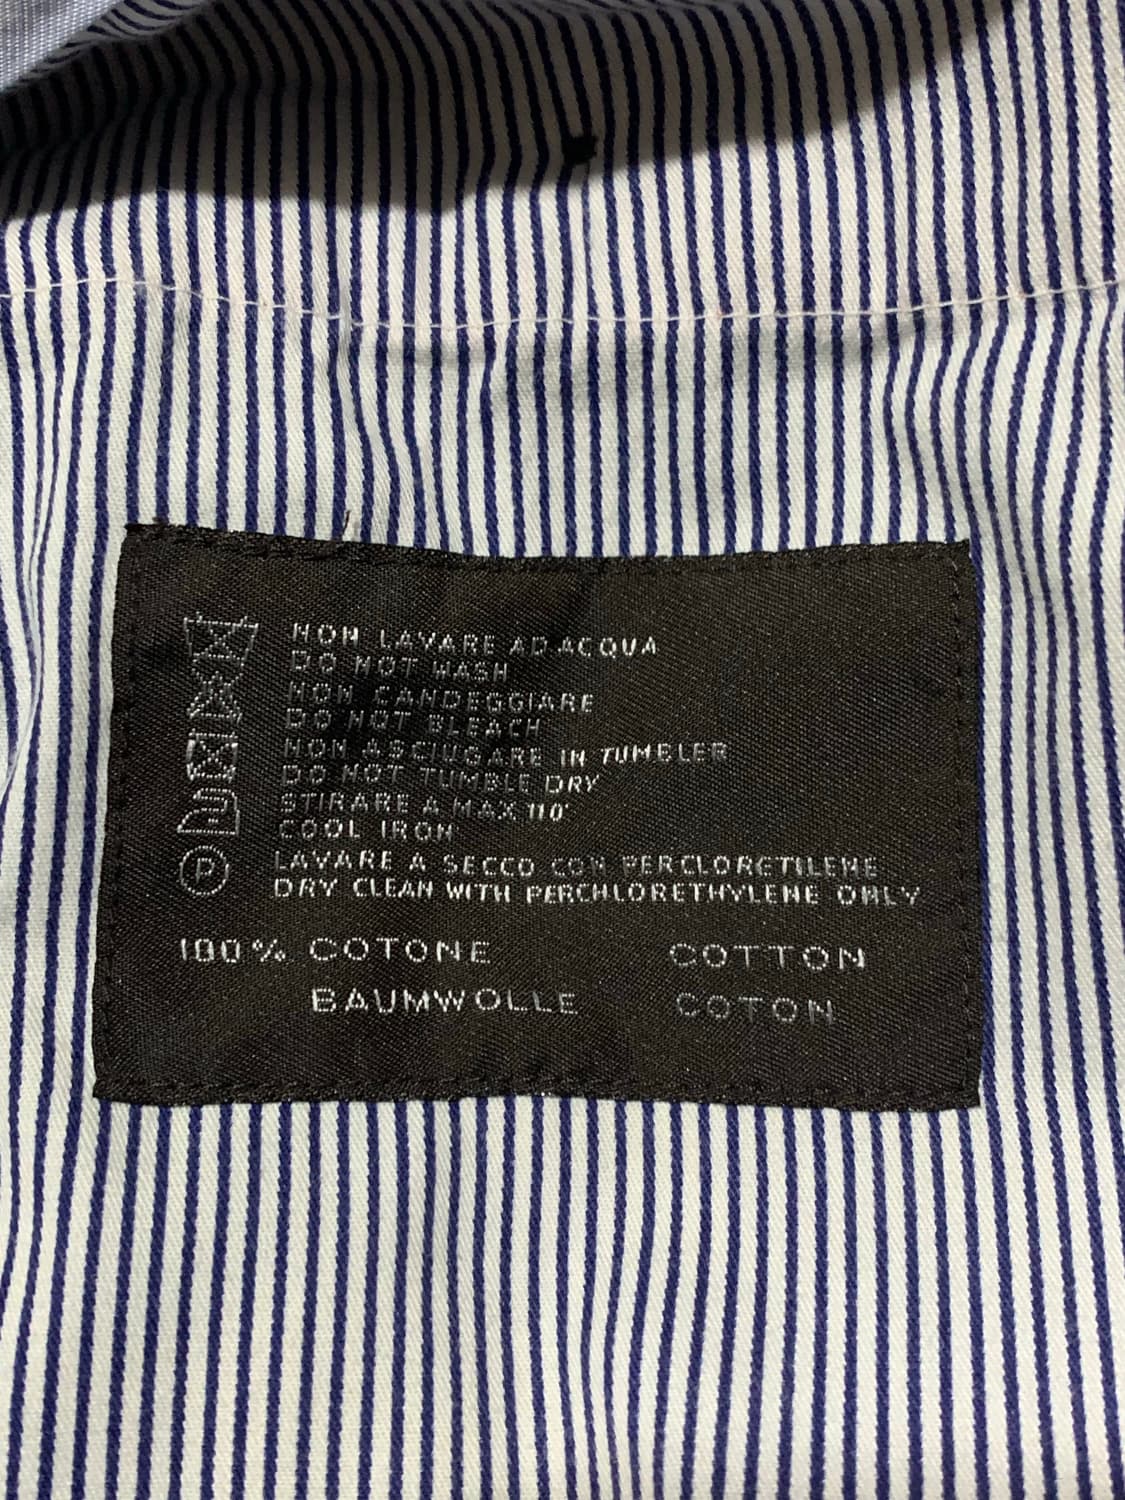 NON LAVARE AD ACQUA
DO NOT WASH
NON CANDEGGIARE
DO NOT BLEACH
NON ASCIUGARE IN TUMBLER
DO NOT TUMBLE DRY
STIRARE A MAX 110°
COOL IRON
P
LAVARE A SECCO CON PERCLORETILENE
DRY CLEAN WITH PERCHLORETHYLENE ONLY
100% COTONE COTTON
BAUMWOLLE COTON